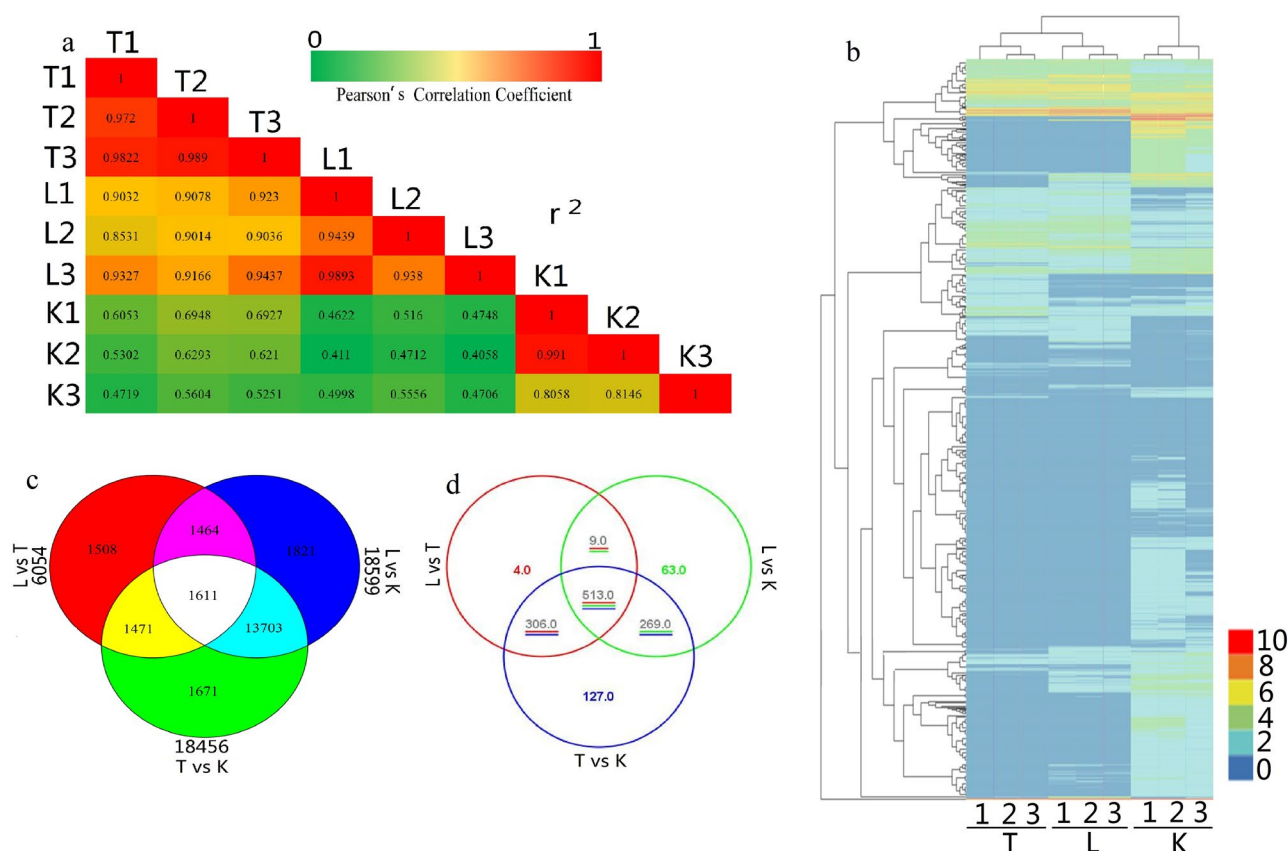 a
0 1
Pearson's Correlation Coefficient
T1
T1 1 T2
T2 0.972 1 T3
T3 0.9822 0.989 1 L1
L1 0.9032 0.9078 0.923 1 L2
L2 0.8531 0.9014 0.9036 0.9439 1 L3
r 2
L3 0.9327 0.9166 0.9437 0.9893 0.938 1 K1
K1 0.6053 0.6948 0.6927 0.4622 0.516 0.4748 1 K2
K2 0.5302 0.6293 0.621 0.411 0.4712 0.4058 0.991 1 K3
K3 0.4719 0.5604 0.5251 0.4998 0.5556 0.4706 0.8058 0.8146 1
b
10
8
6
4
2
0
1 2 3 1 2 3 1 2 3
T L K
c
L vs T
6054
1508
1464
1821
L vs K
18599
1611
1471
13703
1671
18456
T vs K
d
L vs T
4.0
9.0
63.0
L vs K
513.0
306.0
269.0
127.0
T vs K